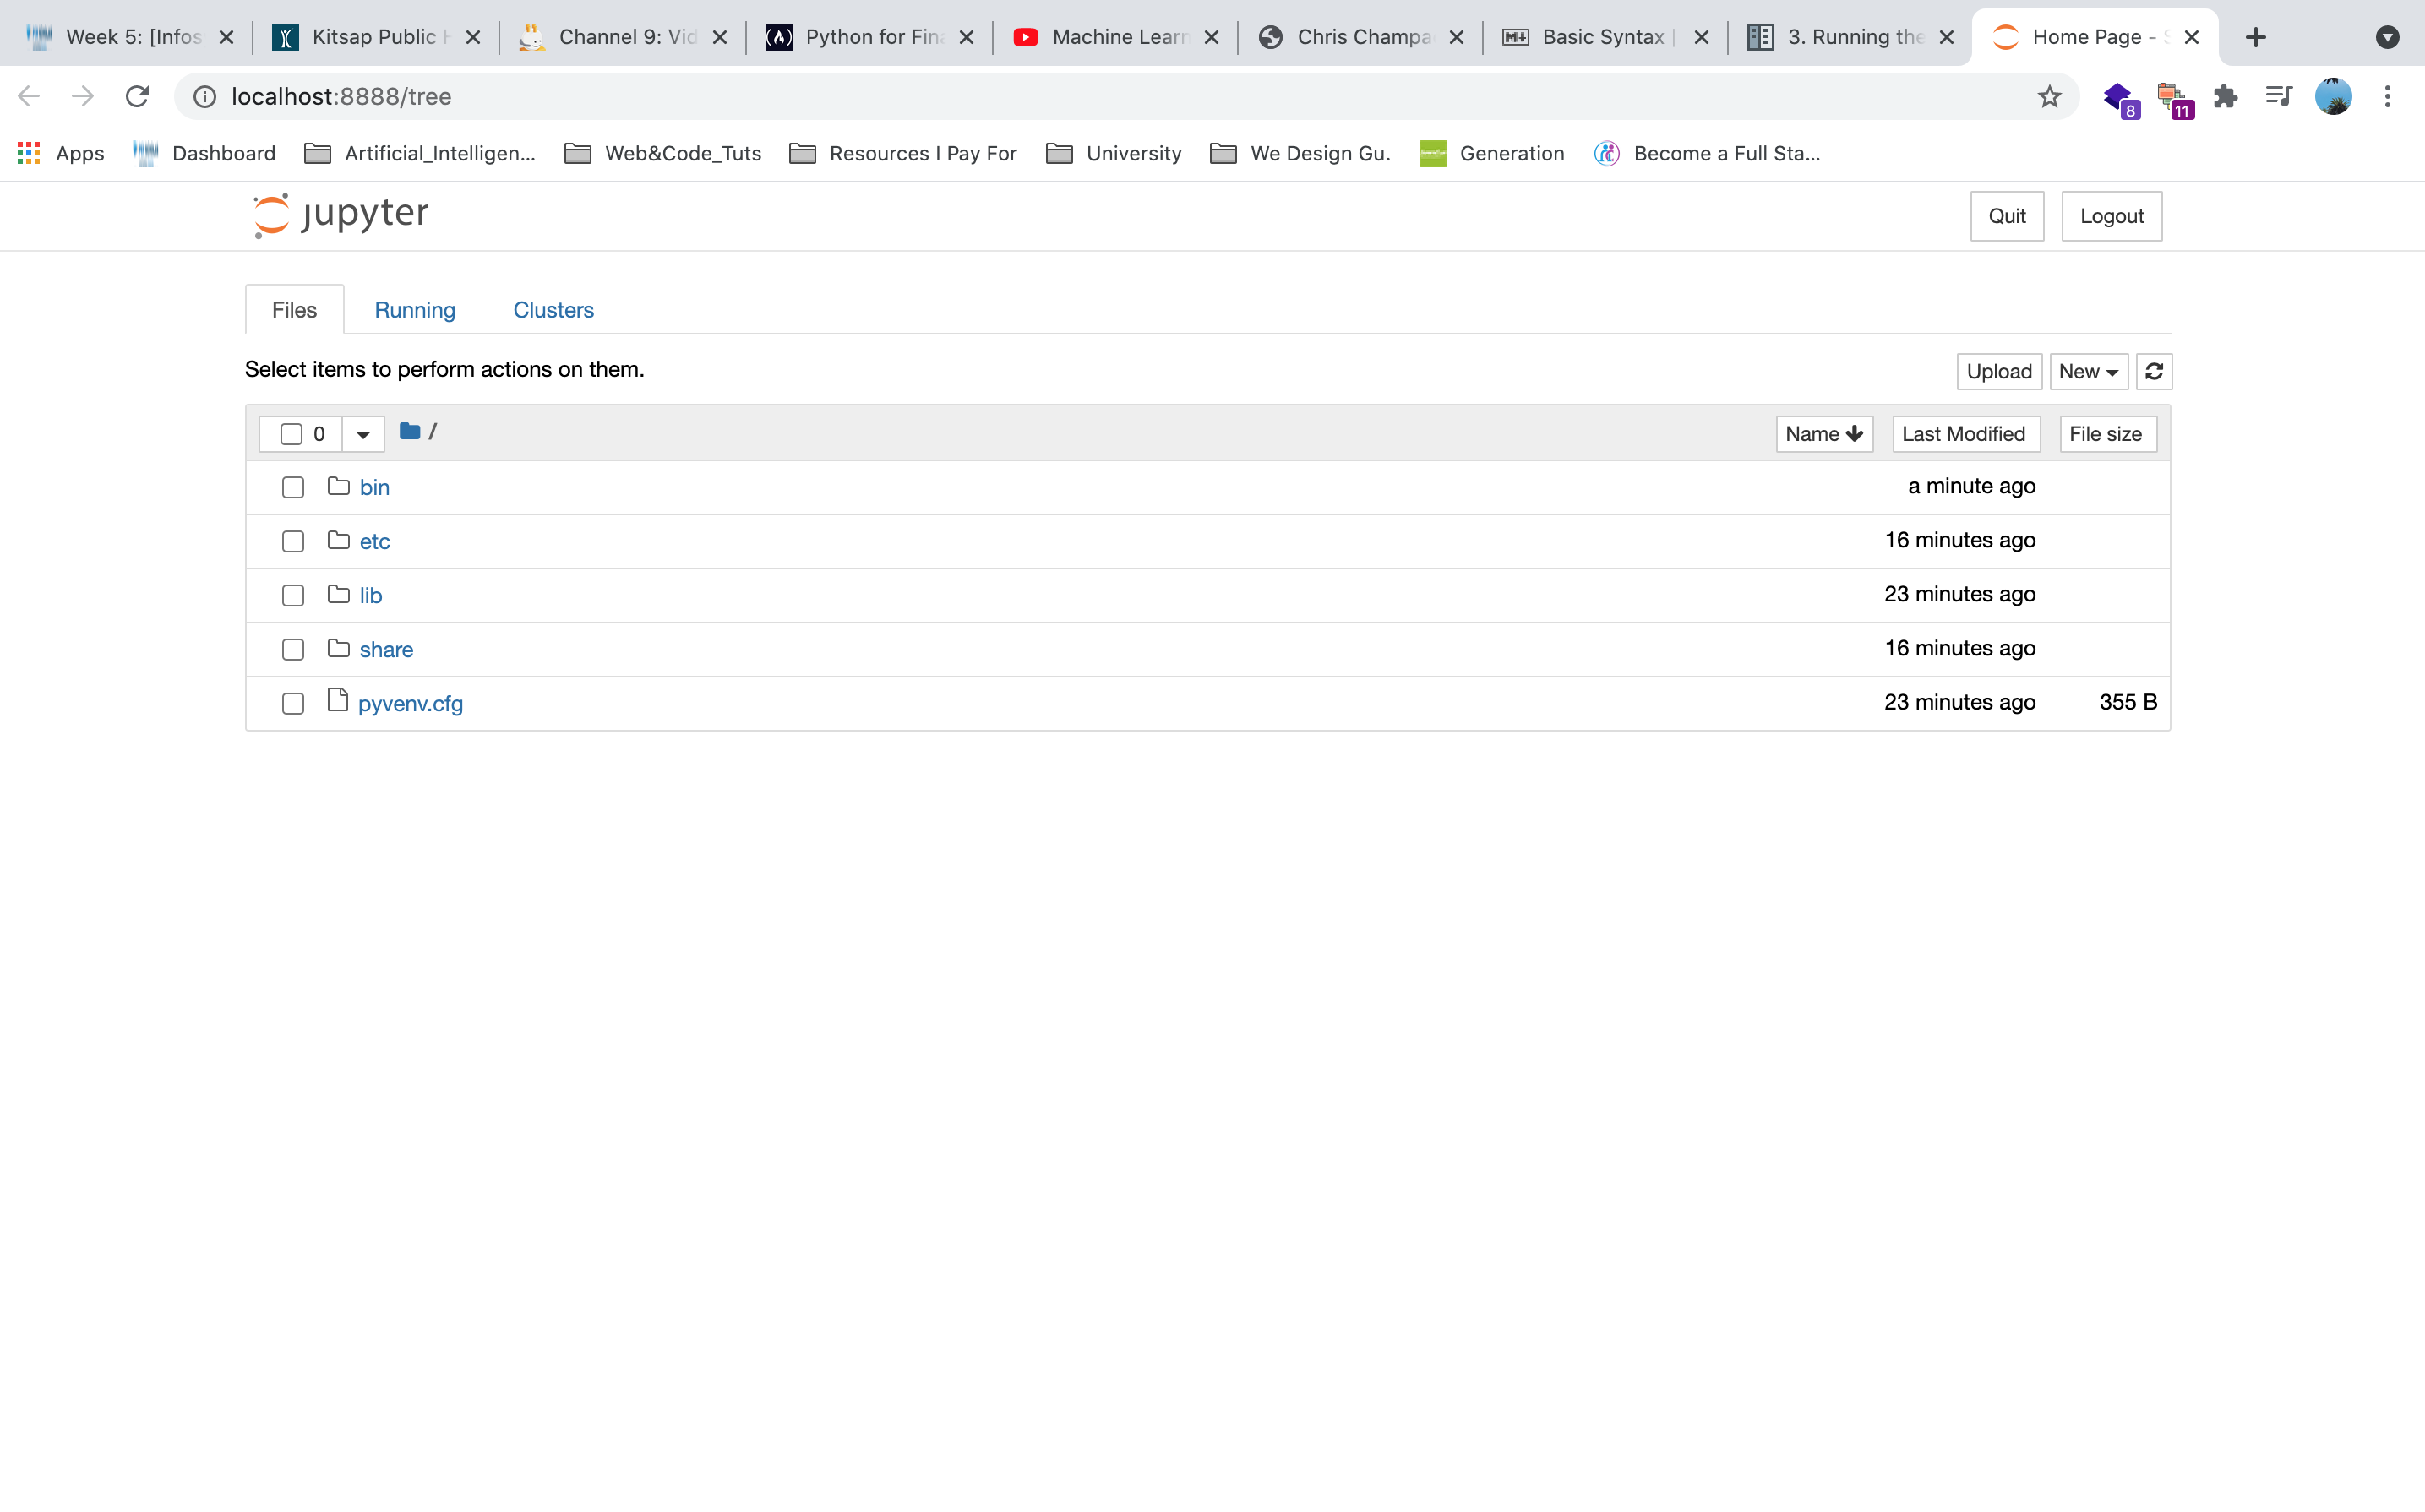 Week 5: [Infos
Kitsap Public H
Channel 9: Vid
Python for Fina
Machine Learn
Chris Champa
Basic Syntax |
3. Running the
Home Page - S
localhost:8888/tree
8
11
Apps
Dashboard
Artificial_Intelligen...
Web&Code_Tuts
Resources I Pay For
University
We Design Gu.
Generation
Become a Full Sta...
jupyter
Quit
Logout
Files
Running
Clusters
Select items to perform actions on them.
Upload
New
0
/
Name
Last Modified
File size
bin
a minute ago
etc
16 minutes ago
lib
23 minutes ago
share
16 minutes ago
pyvenv.cfg
23 minutes ago
355 B